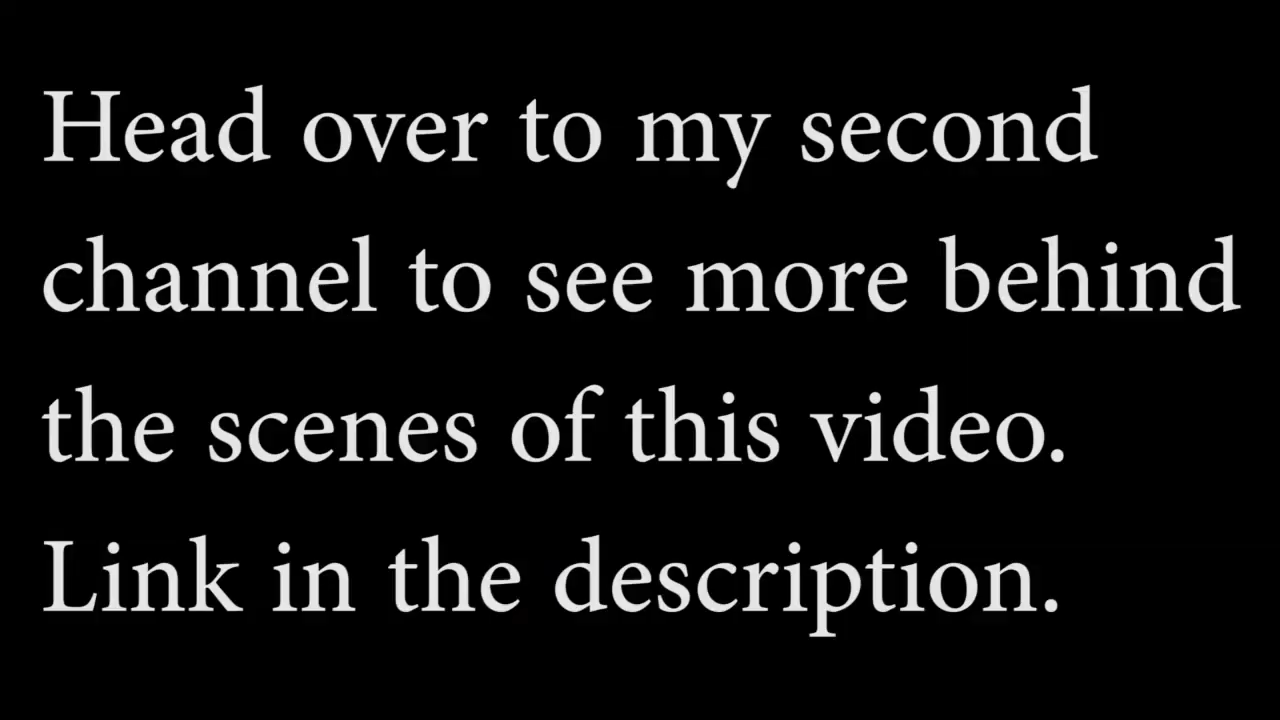 Head over to my second
channel to see more behind
the scenes of this video.
Link in the description.